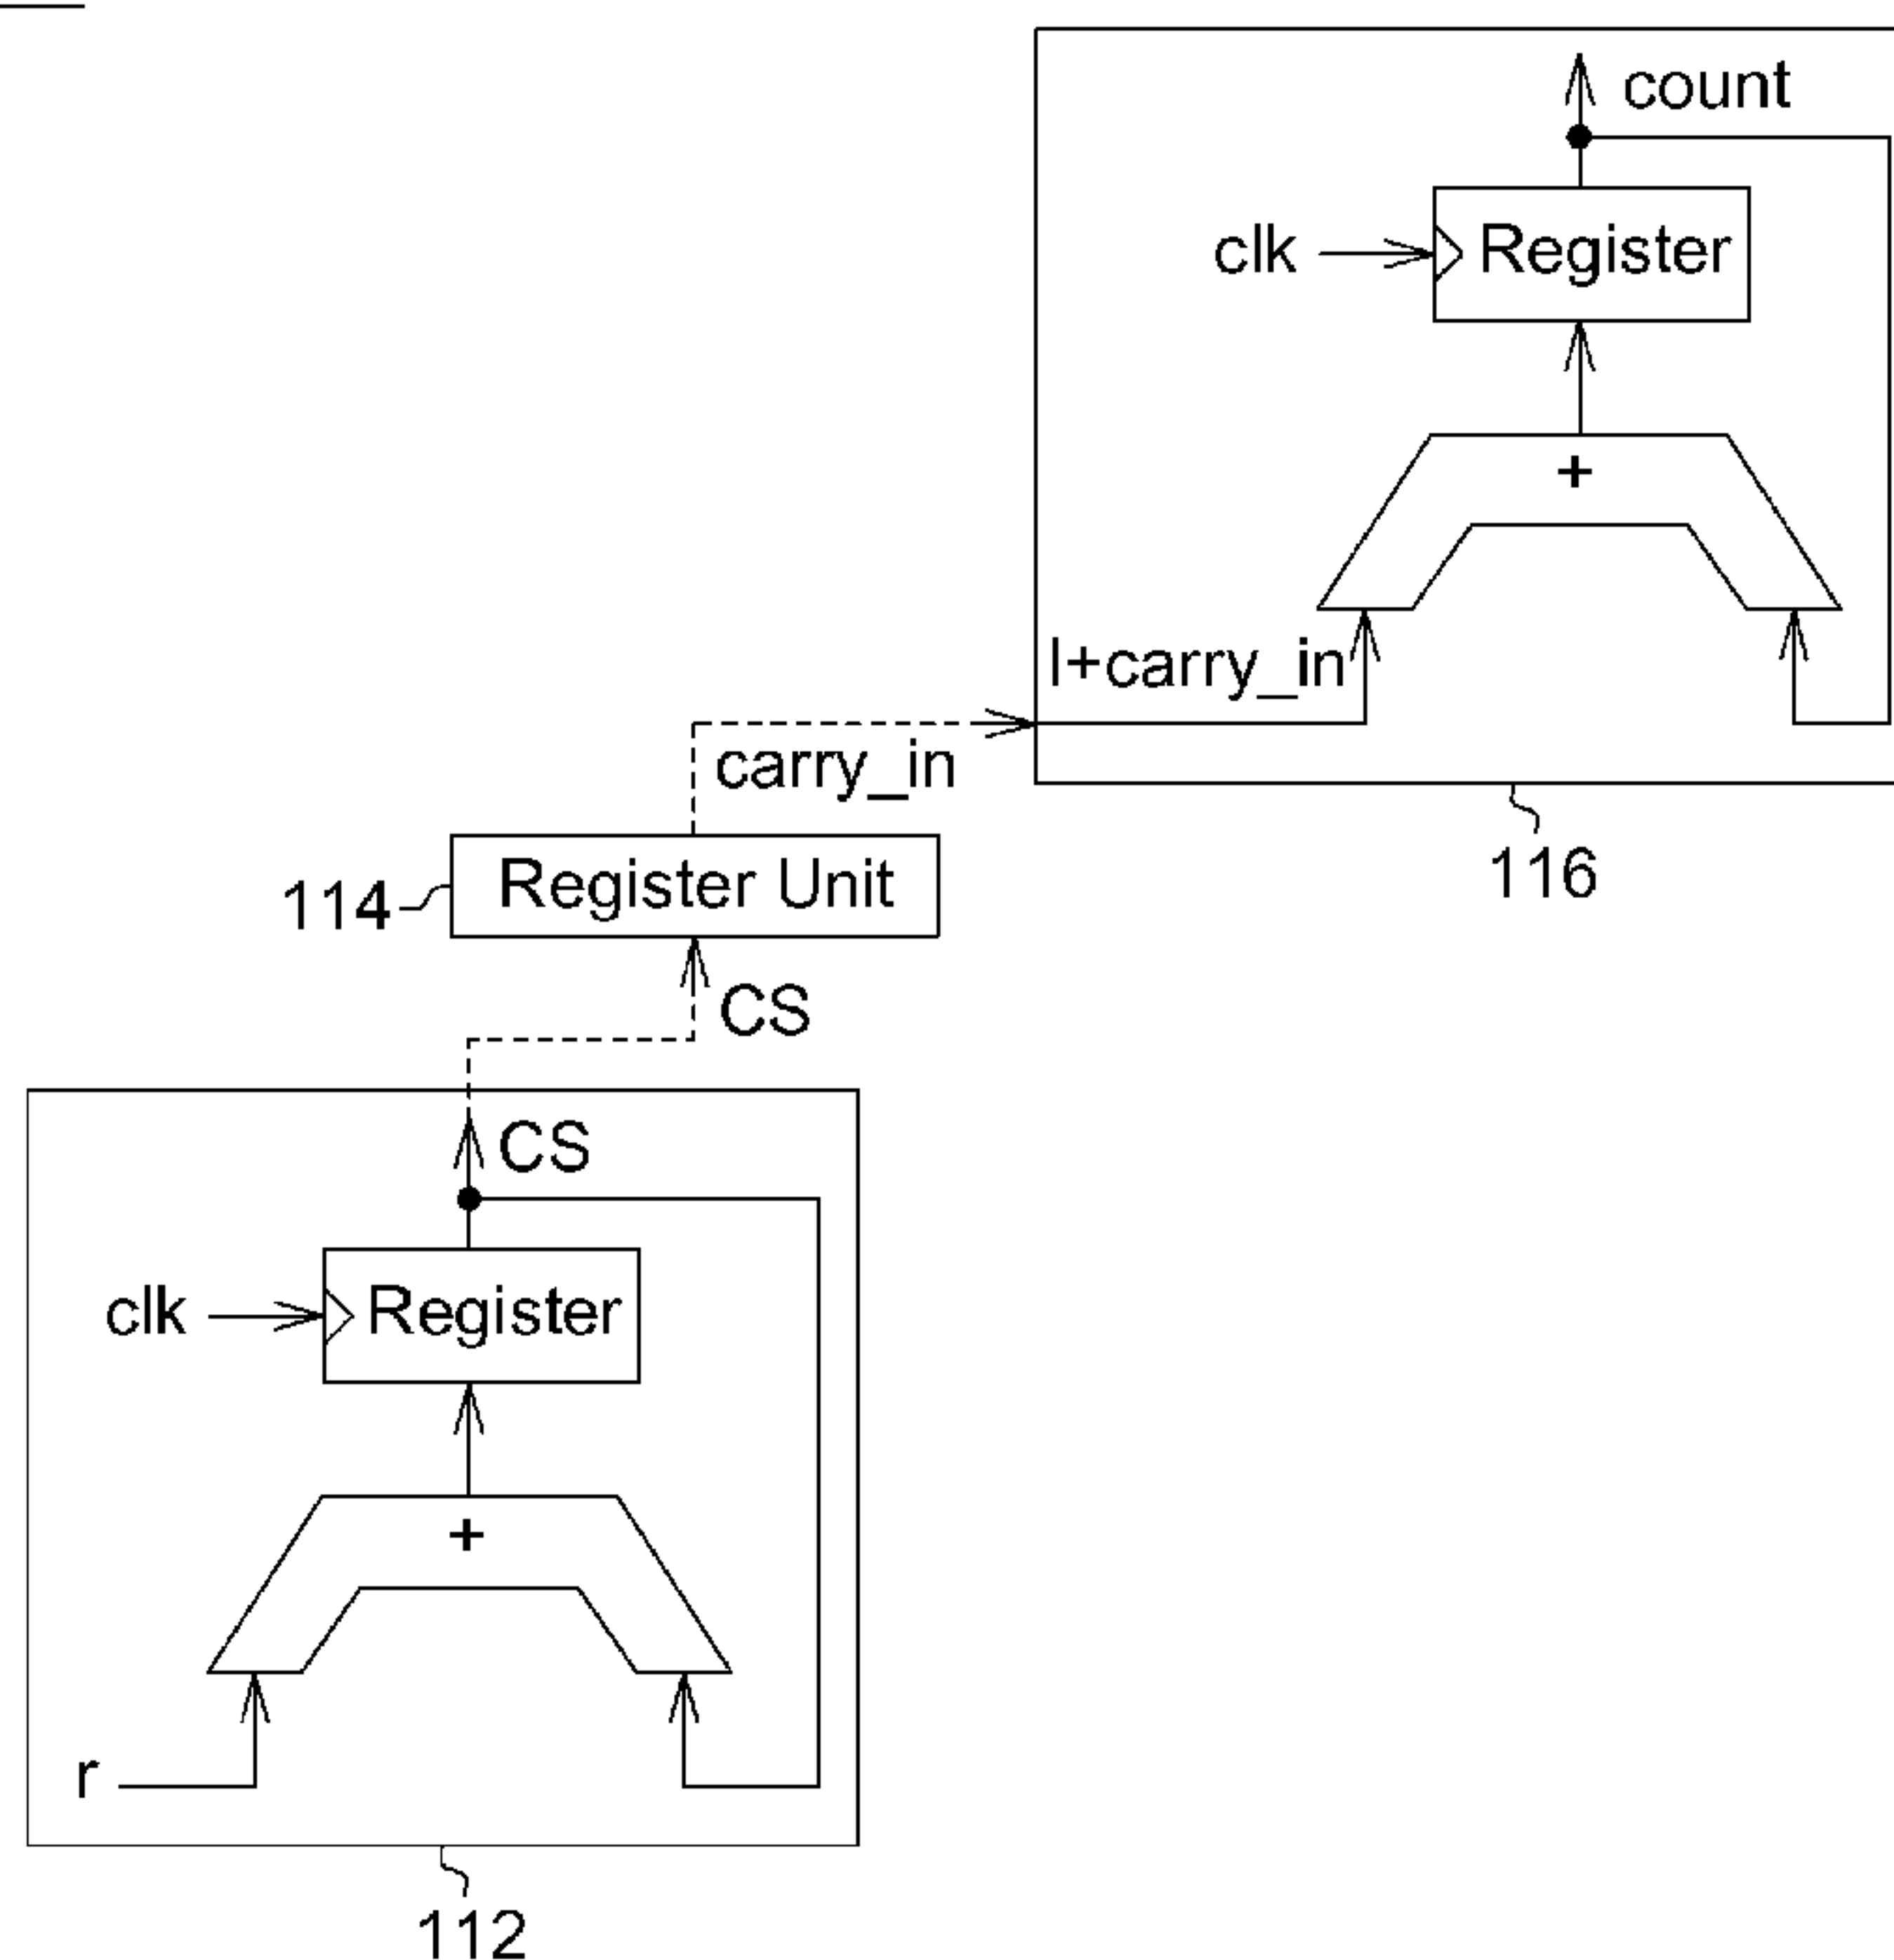 count
clk
Register
+
I+carry_in
carry_in
114
Register Unit
116
CS
CS
clk
Register
+
r
112